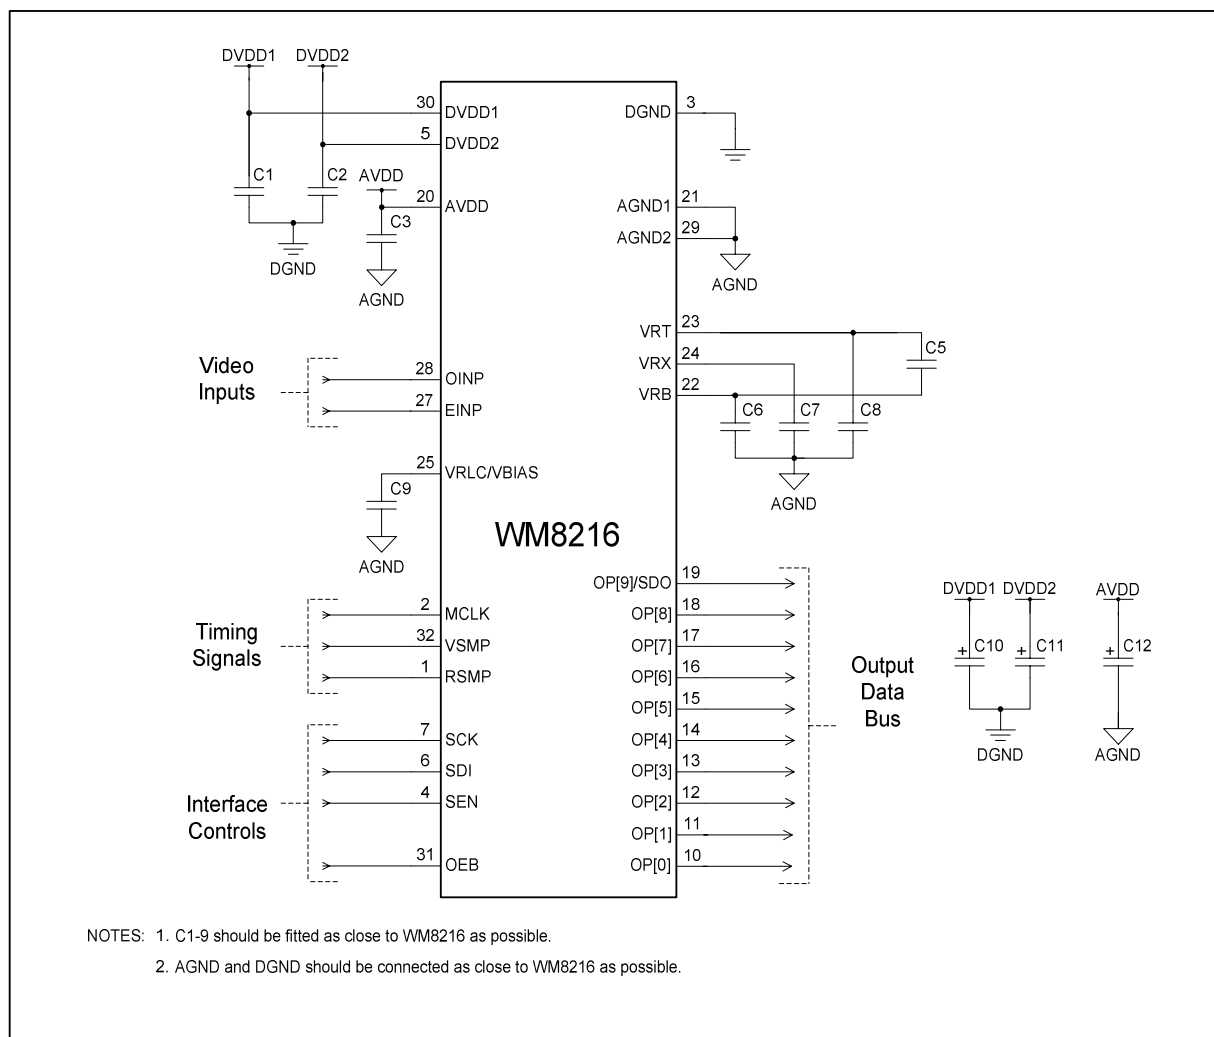 DVDD1 DVDD2
30 DVDD1
5 DVDD2
C1 C2
DGND
AVDD
20 AVDD
C3
AGND
DGND 3
AGND1 21
AGND2 29
AGND
VRT 23
VRX 24
VRB 22
C5
C6 C7 C8
AGND
Video
Inputs
28 OINP
27 EINP
25 VRLC/VBIAS
C9
AGND
WM8216
Timing
Signals
2 MCLK
32 VSMP
1 RSMP
Interface
Controls
7 SCK
6 SDI
4 SEN
31 OEB
OP[9]/SDO 19
OP[8] 18
OP[7] 17
OP[6] 16
OP[5] 15
OP[4] 14
OP[3] 13
OP[2] 12
OP[1] 11
OP[0] 10
Output
Data
Bus
DVDD1 DVDD2 AVDD
+ C10 + C11 + C12
DGND AGND
NOTES: 1. C1-9 should be fitted as close to WM8216 as possible.
2. AGND and DGND should be connected as close to WM8216 as possible.